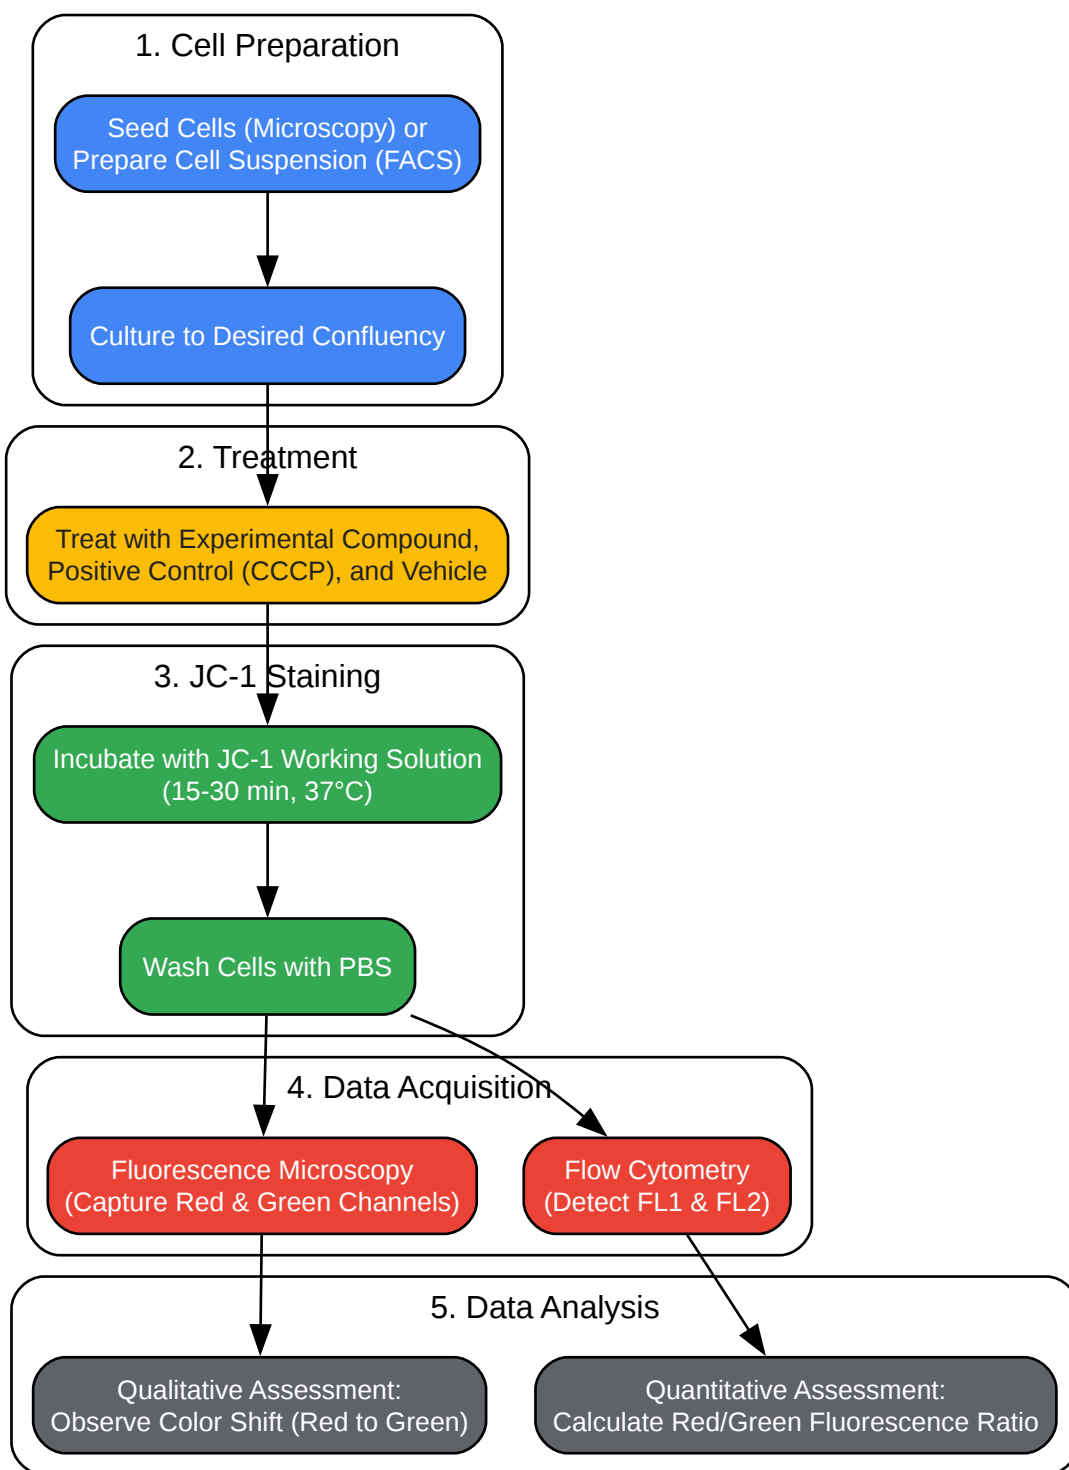 1. Cell Preparation
Seed Cells (Microscopy) or
Prepare Cell Suspension (FACS)
Culture to Desired Confluency
2. Treatment
Treat with Experimental Compound,
Positive Control (CCCP), and Vehicle
3. JC-1 Staining
Incubate with JC-1 Working Solution
(15-30 min, 37°C)
Wash Cells with PBS
4. Data Acquisition
Fluorescence Microscopy
(Capture Red & Green Channels)
Flow Cytometry
(Detect FL1 & FL2)
5. Data Analysis
Qualitative Assessment:
Observe Color Shift (Red to Green)
Quantitative Assessment:
Calculate Red/Green Fluorescence Ratio